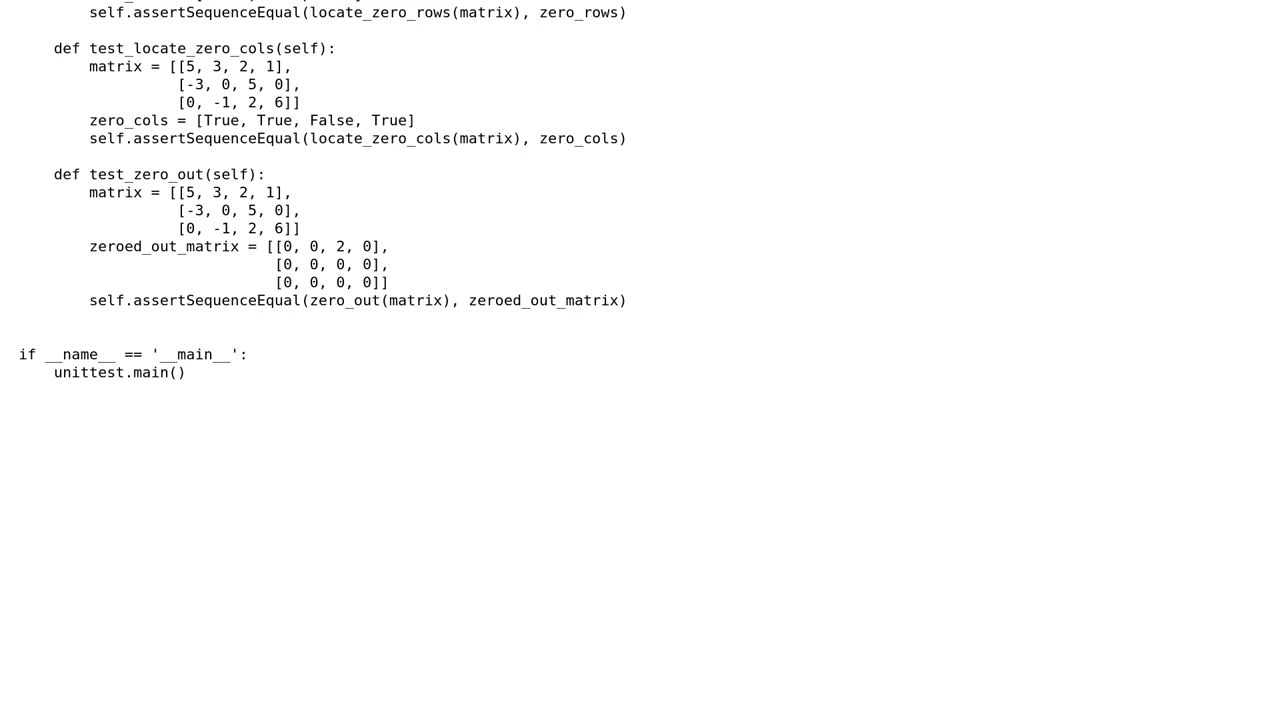 self.assertSequenceEqual(locate_zero_rows(matrix), zero_rows)

    def test_locate_zero_cols(self):
        matrix = [[5, 3, 2, 1],
                  [-3, 0, 5, 0],
                  [0, -1, 2, 6]]
        zero_cols = [True, True, False, True]
        self.assertSequenceEqual(locate_zero_cols(matrix), zero_cols)

    def test_zero_out(self):
        matrix = [[5, 3, 2, 1],
                  [-3, 0, 5, 0],
                  [0, -1, 2, 6]]
        zeroed_out_matrix = [[0, 0, 2, 0],
                             [0, 0, 0, 0],
                             [0, 0, 0, 0]]
        self.assertSequenceEqual(zero_out(matrix), zeroed_out_matrix)


if __name__ == '__main__':
    unittest.main()